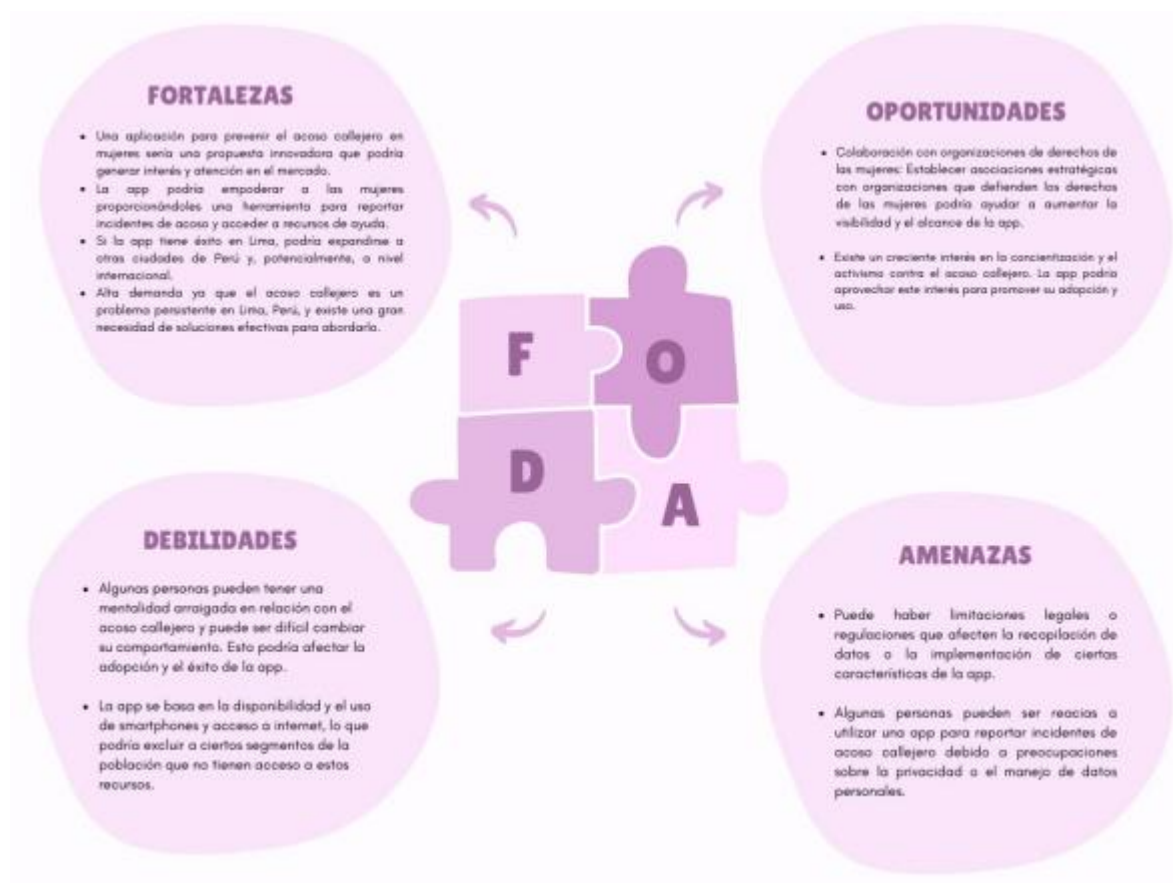 FORTALEZAS
• Una aplicación para prevenir el acoso callejero en
mujeres sería una propuesta innovadora que podría
generar interés y atención en el mercado.
• La app podría empoderar a las mujeres
proporcionándoles una herramienta para reportar
incidentes de acoso y acceder a recursos de ayuda.
• Si la app tiene éxito en Lima, podría expandirse a
otras ciudades de Perú y, potencialmente, a nivel
internacional.
• Alta demanda ya que el acoso callejero es un
problema persistente en Lima, Perú, y existe una gran
necesidad de soluciones efectivas para abordarlo.
OPORTUNIDADES
• Colaboración con organizaciones de derechos de
las mujeres: Establecer asociaciones estratégicas
con organizaciones que defienden los derechos
de las mujeres podría ayudar a aumentar la
visibilidad y el alcance de la app.
• Existe un creciente interés en la concientización y el
activismo contra el acoso callejero. La app podría
aprovechar este interés para promover su adopción y
uso.
F
O
D
A
DEBILIDADES
• Algunas personas pueden tener una
mentalidad arraigada en relación con el
acoso callejero y puede ser difícil cambiar
su comportamiento. Esto podría afectar la
adopción y el éxito de la app.
• La app se basa en la disponibilidad y el uso
de smartphones y acceso a internet, lo que
podría excluir a ciertos segmentos de la
población que no tienen acceso a estos
recursos.
AMENAZAS
• Puede haber limitaciones legales o
regulaciones que afecten la recopilación de
datos o la implementación de ciertas
características de la app.
• Algunas personas pueden ser reacias a
utilizar una app para reportar incidentes de
acoso callejero debido a preocupaciones
sobre la privacidad o el manejo de datos
personales.